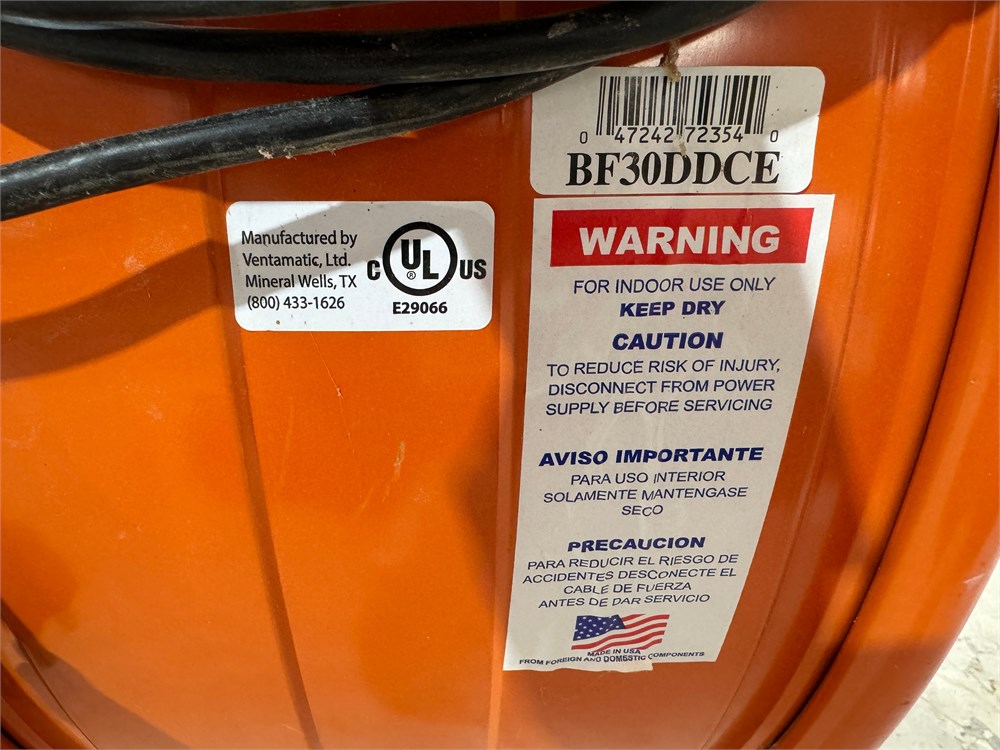 0 47242 72354 0
BF30DDCE
Manufactured by
Ventamatic, Ltd.
Mineral Wells, TX
(800) 433-1626
C UL US
®
E29066
WARNING
FOR INDOOR USE ONLY
KEEP DRY
CAUTION
TO REDUCE RISK OF INJURY,
DISCONNECT FROM POWER
SUPPLY BEFORE SERVICING
AVISO IMPORTANTE
PARA USO INTERIOR
SOLAMENTE MANTENGASE
SECO
PRECAUCION
PARA REDUCIR EL RIESGO DE
ACCIDENTES DESCONECTE EL
CABLE DE FUERZA
ANTES DE DAR SERVICIO
MADE IN USA
FROM FOREIGN AND DOMESTIC COMPONENTS